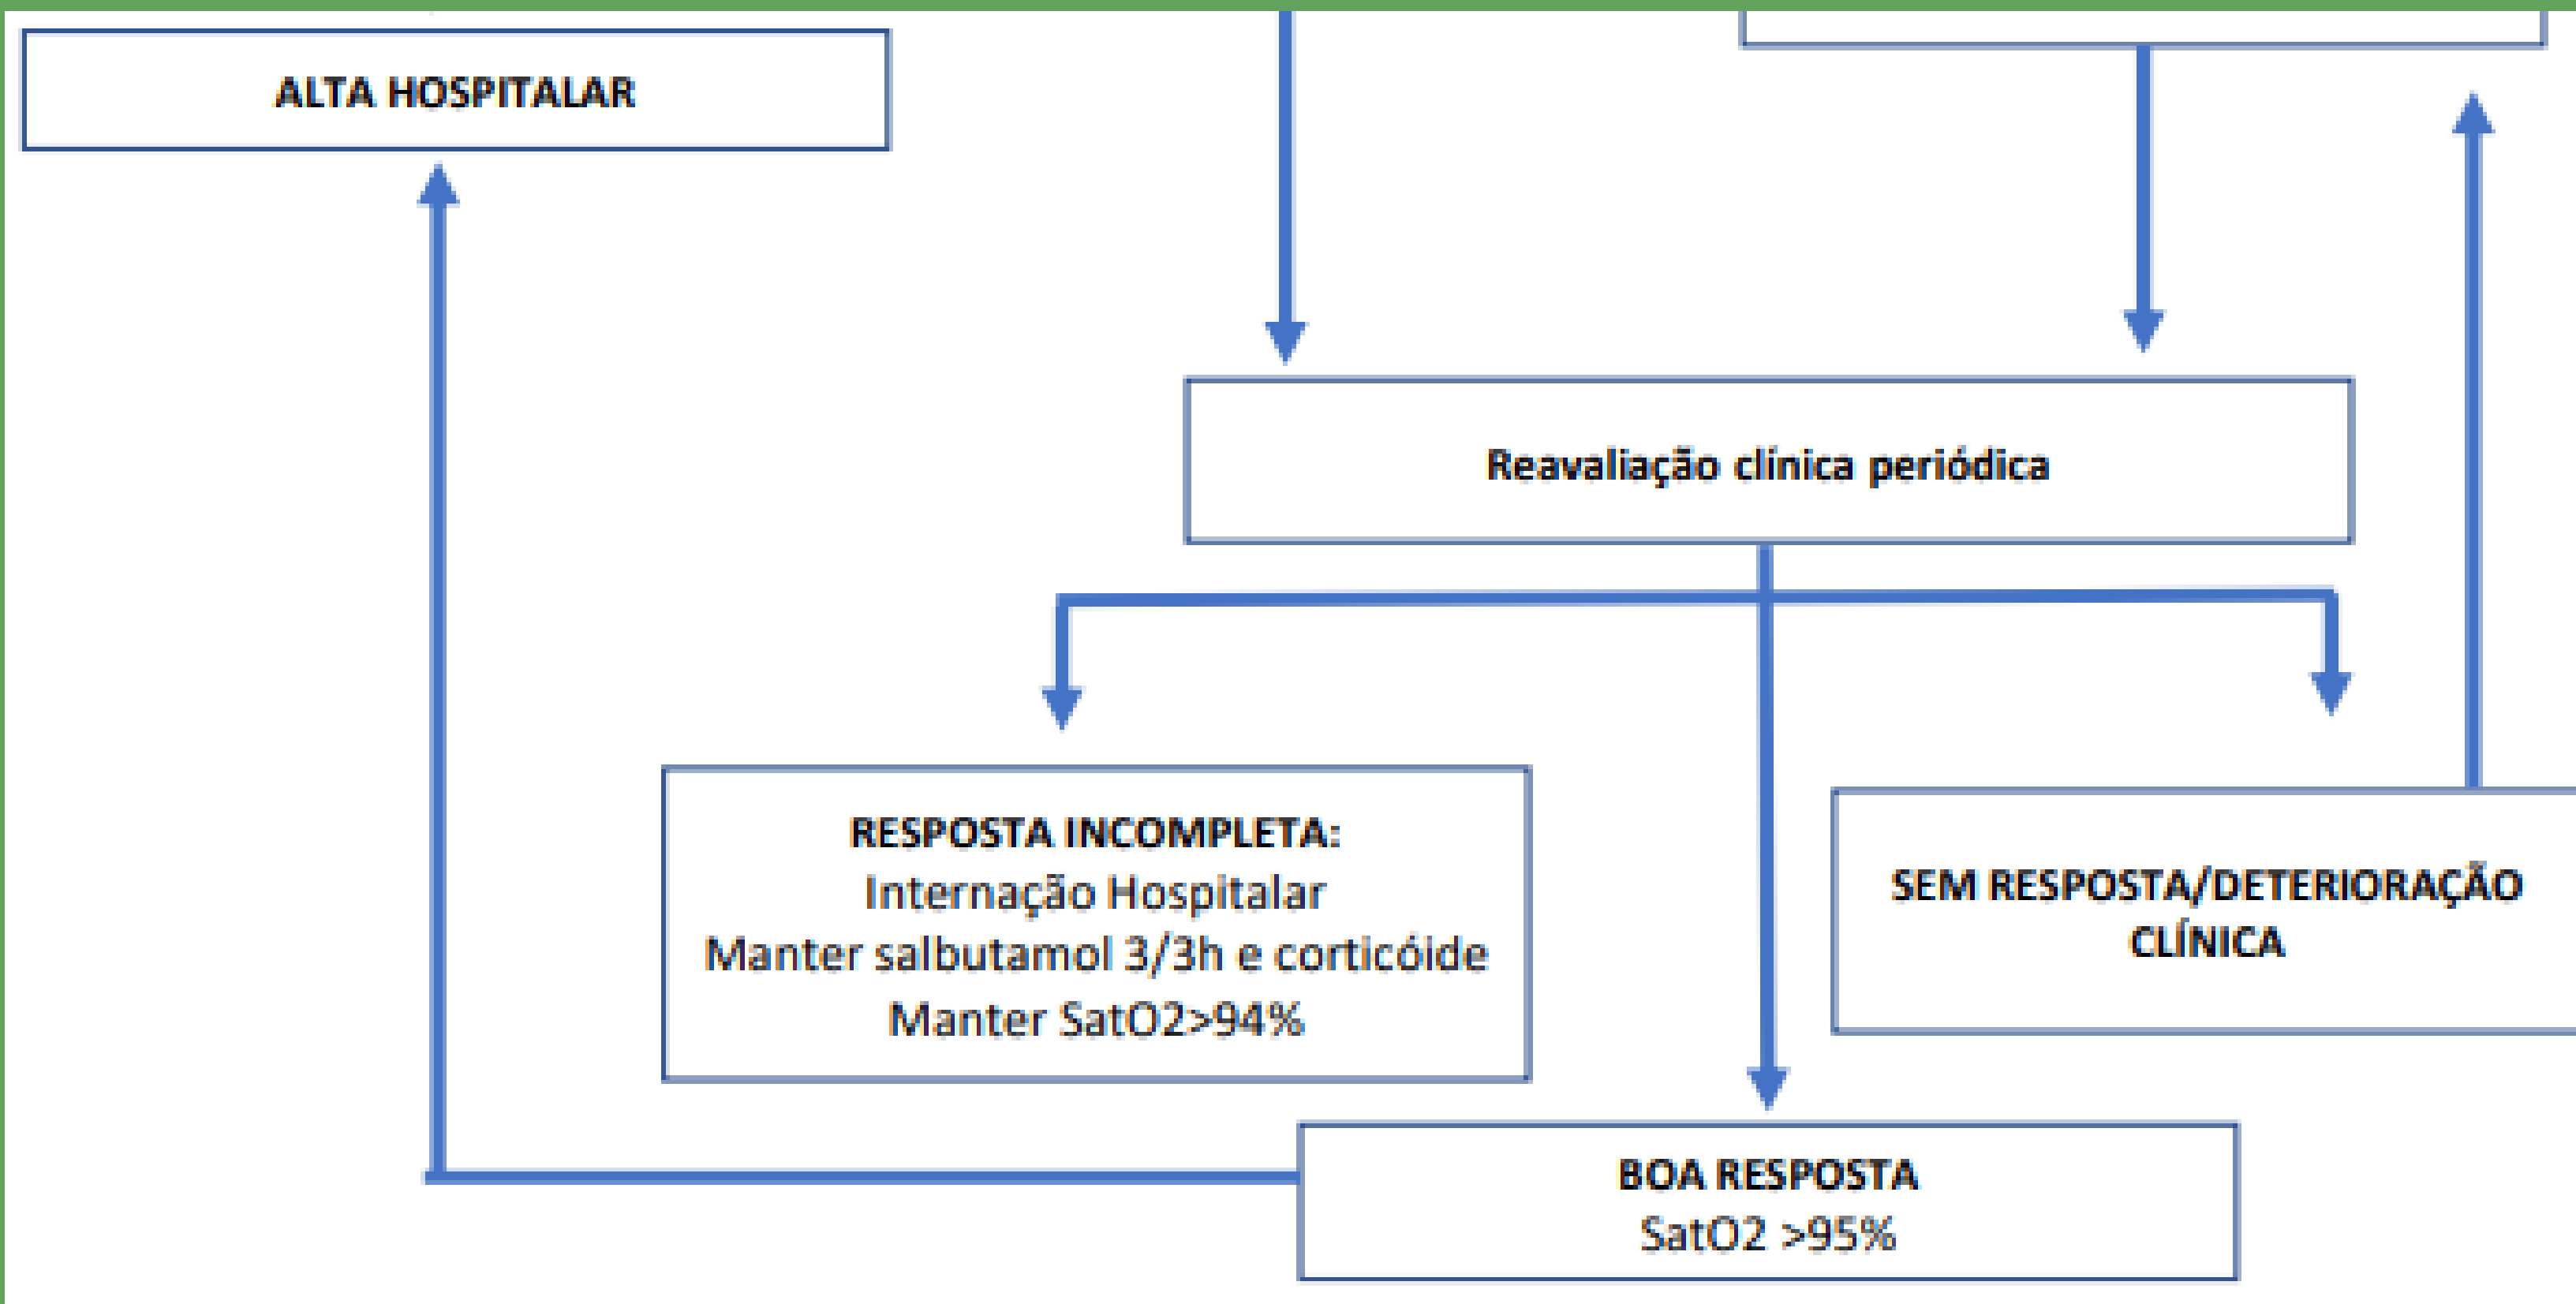 ALTA HOSPITALAR
Reavaliação clínica periódica
RESPOSTA INCOMPLETA:
Internação Hospitalar
Manter salbutamol 3/3h e corticóide
Manter SatO2>94%
SEM RESPOSTA/DETERIORAÇÃO
CLÍNICA
BOA RESPOSTA
SatO2 >95%